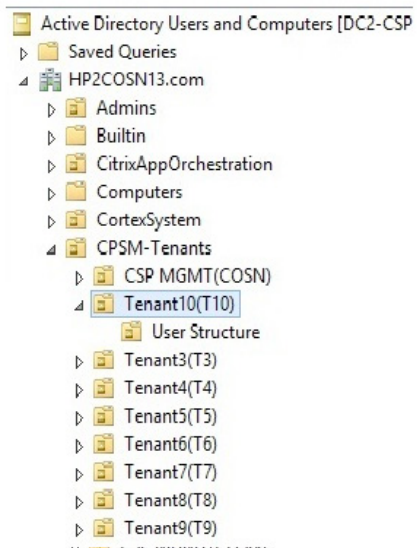 Active Directory Users and Computers [DC2-CSP
Saved Queries
HP2COSN13.com
Admins
Builtin
CitrixAppOrchestration
Computers
CortexSystem
CPSM-Tenants
CSP MGMT(COSN)
Tenant10(T10)
User Structure
Tenant3(T3)
Tenant4(T4)
Tenant5(T5)
Tenant6(T6)
Tenant7(T7)
Tenant8(T8)
Tenant9(T9)